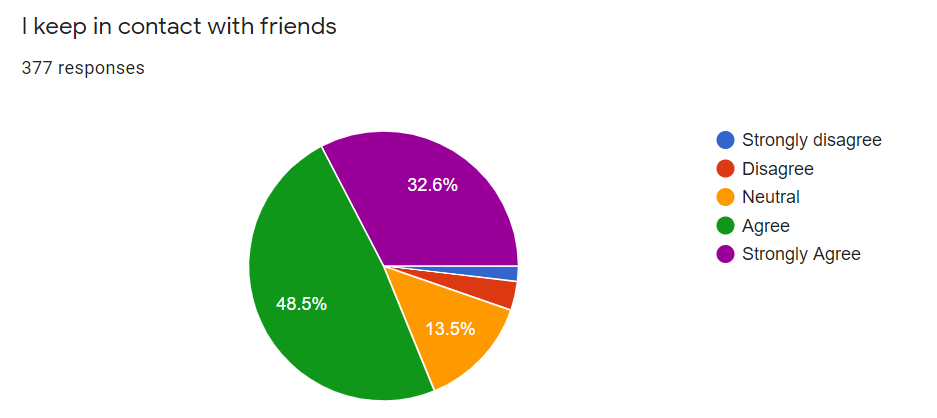 I keep in contact with friends
377 responses
Strongly disagree
Disagree
Neutral
Agree
Strongly Agree
32.6%
48.5%
13.5%